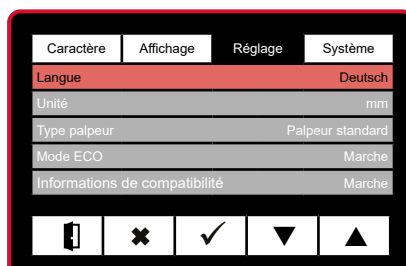 Caractère Affichage Réglage Système
Langue Deutsch
Unité mm
Type palpeur Palpeur standard
Mode ECO Marche
Informations de compatibilité Marche